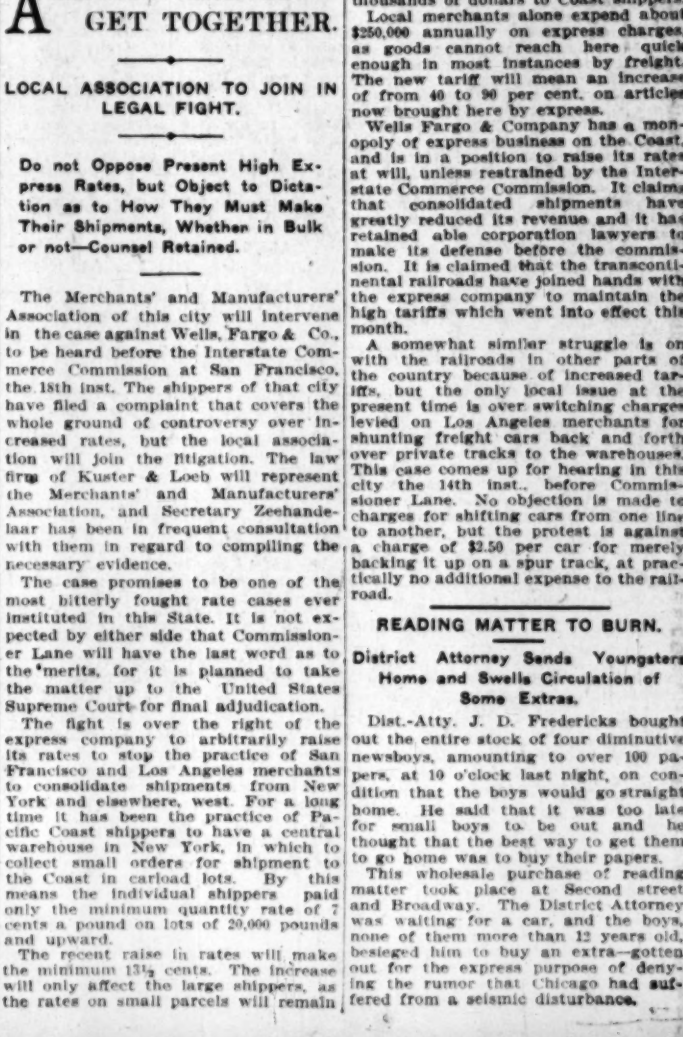 A GET TOGETHER.
LOCAL ASSOCIATION TO JOIN IN
LEGAL FIGHT.
Do not Oppose Present High Ex-
press Rates, but Object to Dicta-
tion as to How They Must Make
Their Shipments, Whether in Bulk
or not—Counsel Retained.
The Merchants' and Manufacturers'
Association of this city will intervene
in the case against Wells, Fargo & Co.,
to be heard before the Interstate Com-
merce Commission at San Francisco,
the 18th inst. The shippers of that city
have filed a complaint that covers the
whole ground of controversy over in-
creased rates, but the local associa-
tion will join the litigation. The law
firm of Kuster & Loeb will represent
the Merchants' and Manufacturers'
Association, and Secretary Zeehande-
laar has been in frequent consultation
with them in regard to compiling the
necessary evidence.
The case promises to be one of the
most bitterly fought rate cases ever
instituted in this State. It is not ex-
pected by either side that Commission-
er Lane will have the last word as to
the merits, for it is planned to take
the matter up to the United States
Supreme Court for final adjudication.
The fight is over the right of the
express company to arbitrarily raise
its rates to stop the practice of San
Francisco and Los Angeles merchants
to consolidate shipments from New
York and elsewhere, west. For a long
time it has been the practice of Pa-
cific Coast shippers to have a central
warehouse in New York, in which to
collect small orders for shipment to
the Coast in carload lots. By this
means the individual shippers paid
only the minimum quantity rate of 7
cents a pound on lots of 20,000 pounds
and upward.
The recent raise in rates will make
the minimum 13½ cents. The increase
will only affect the large shippers, as
the rates on small parcels will remain
thousands of dollars to Coast shippers.
Local merchants alone expend about
$250,000 annually on express charges,
as goods cannot reach here quick
enough in most instances by freight.
The new tariff will mean an increase
of from 40 to 90 per cent. on articles
now brought here by express.
Wells Fargo & Company has a mon-
opoly of express business on the Coast,
and is in a position to raise its rates
at will, unless restrained by the Inter-
state Commerce Commission. It claims
that consolidated shipments have
greatly reduced its revenue and it has
retained able corporation lawyers to
make its defense before the commis-
sion. It is claimed that the transconti-
nental railroads have joined hands with
the express company to maintain the
high tariffs which went into effect this
month.
A somewhat similar struggle is on
with the railroads in other parts of
the country because of increased tar-
iffs, but the only local issue at the
present time is over switching charges
levied on Los Angeles merchants for
shunting freight cars back and forth
over private tracks to the warehouses.
This case comes up for hearing in this
city the 14th inst., before Commis-
sioner Lane. No objection is made to
charges for shifting cars from one line
to another, but the protest is against
a charge of $2.50 per car for merely
backing it up on a spur track, at prac-
tically no additional expense to the rail-
road.
READING MATTER TO BURN.
District Attorney Sends Youngsters
Home and Swells Circulation of
Some Extras.
Dist.-Atty. J. D. Fredericks bought
out the entire stock of four diminutive
newsboys, amounting to over 100 pa-
pers, at 10 o'clock last night, on con-
dition that the boys would go straight
home. He said that it was too late
for small boys to be out and he
thought that the best way to get them
to go home was to buy their papers.
This wholesale purchase of reading
matter took place at Second street
and Broadway. The District Attorney
was waiting for a car, and the boys,
none of them more than 12 years old,
besieged him to buy an extra—gotten
out for the express purpose of deny-
ing the rumor that Chicago had suf-
fered from a seismic disturbance.